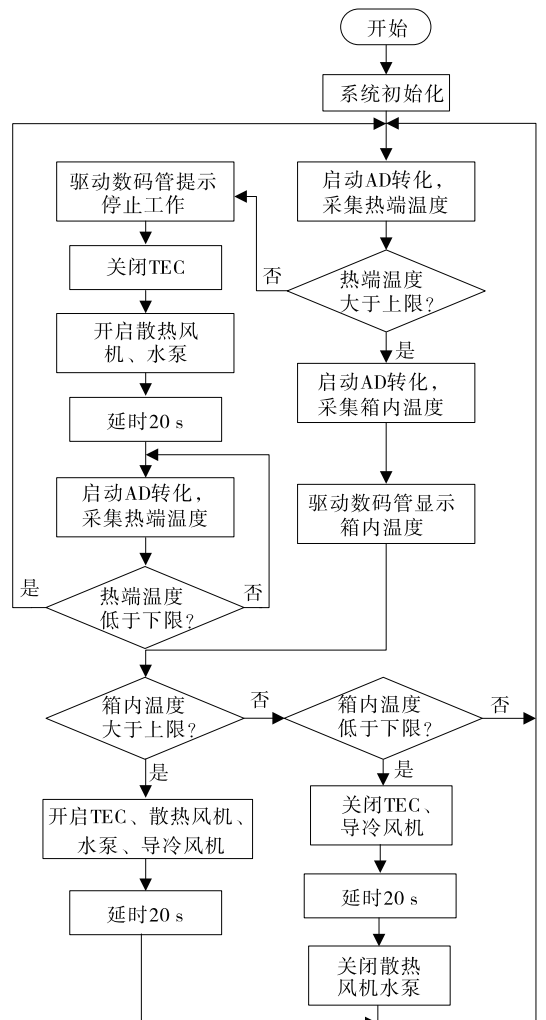 开始
系统初始化
启动AD转化，
采集热端温度
热端温度
大于上限？
否
是
驱动数码管提示
停止工作
关闭TEC
开启散热风
机、水泵
延时20 s
启动AD转化，
采集热端温度
热端温度
低于下限？
是
否
启动AD转化，
采集箱内温度
驱动数码管显示
箱内温度
箱内温度
大于上限？
否
是
箱内温度
低于下限？
否
是
开启TEC、散热风机、
水泵、导冷风机
延时20 s
关闭TEC、
导冷风机
延时20 s
关闭散热
风机水泵